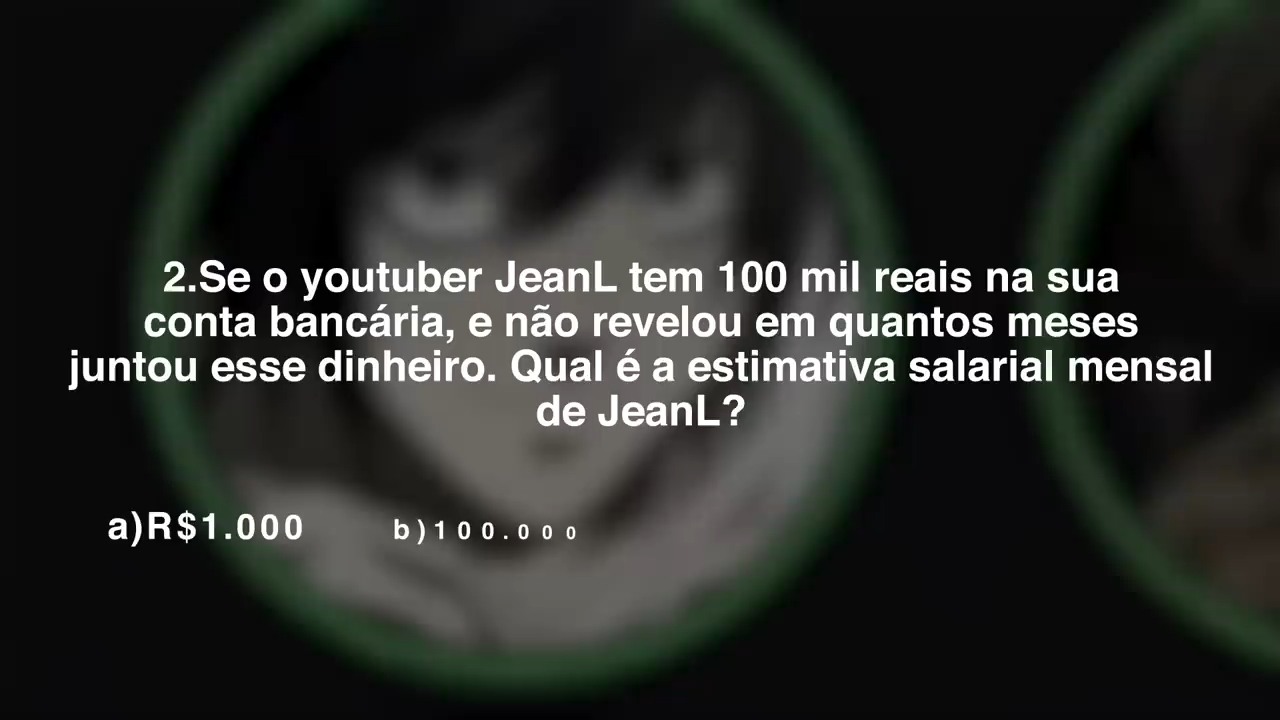 2.Se o youtuber JeanL tem 100 mil reais na sua
conta bancária, e não revelou em quantos meses
juntou esse dinheiro. Qual é a estimativa salarial mensal
de JeanL?
a)R$1.000 b)100.000